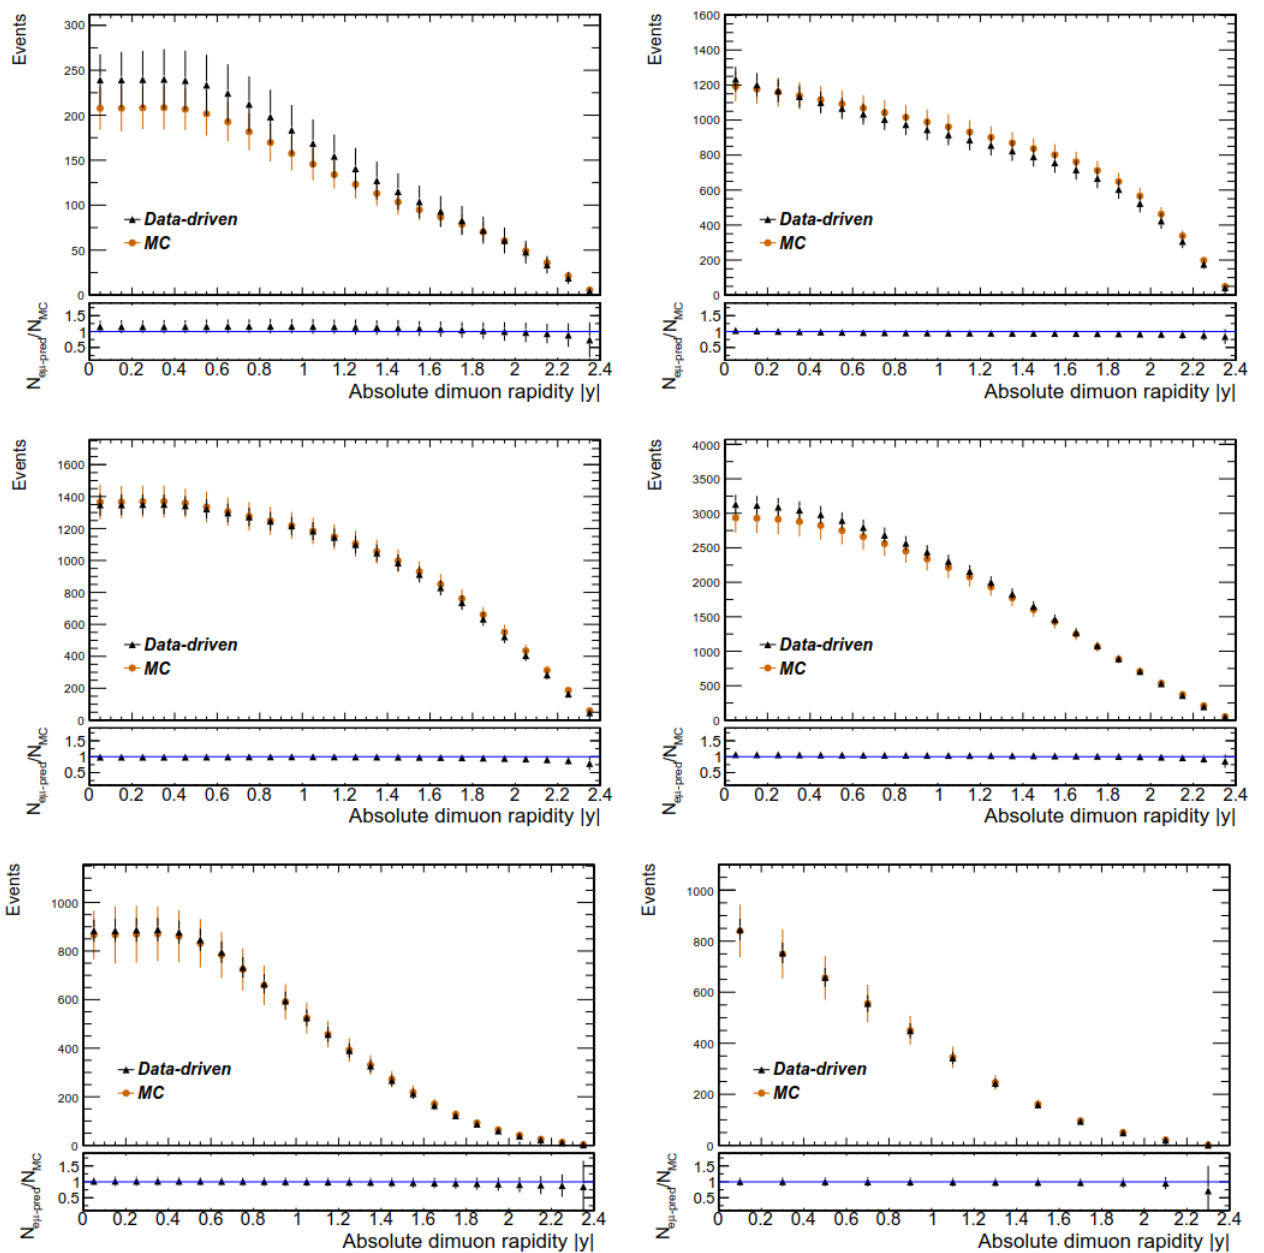 Events
300
250
200
150
100
50
0
Data-driven
MC
N_{eμ-pred}/N_{MC}
1.5
1
0.5
0 0.2 0.4 0.6 0.8 1 1.2 1.4 1.6 1.8 2 2.2 2.4
Absolute dimuon rapidity |y|
Events
1600
1400
1200
1000
800
600
400
200
0
Data-driven
MC
N_{eμ-pred}/N_{MC}
1.5
1
0.5
0 0.2 0.4 0.6 0.8 1 1.2 1.4 1.6 1.8 2 2.2 2.4
Absolute dimuon rapidity |y|
Events
1600
1400
1200
1000
800
600
400
200
0
Data-driven
MC
N_{eμ-pred}/N_{MC}
1.5
1
0.5
0 0.2 0.4 0.6 0.8 1 1.2 1.4 1.6 1.8 2 2.2 2.4
Absolute dimuon rapidity |y|
Events
4000
3500
3000
2500
2000
1500
1000
500
0
Data-driven
MC
N_{eμ-pred}/N_{MC}
1.5
1
0.5
0 0.2 0.4 0.6 0.8 1 1.2 1.4 1.6 1.8 2 2.2 2.4
Absolute dimuon rapidity |y|
Events
1000
800
600
400
200
0
Data-driven
MC
N_{eμ-pred}/N_{MC}
1.5
1
0.5
0 0.2 0.4 0.6 0.8 1 1.2 1.4 1.6 1.8 2 2.2 2.4
Absolute dimuon rapidity |y|
Events
1000
800
600
400
200
0
Data-driven
MC
N_{eμ-pred}/N_{MC}
1.5
1
0.5
0 0.2 0.4 0.6 0.8 1 1.2 1.4 1.6 1.8 2 2.2 2.4
Absolute dimuon rapidity |y|